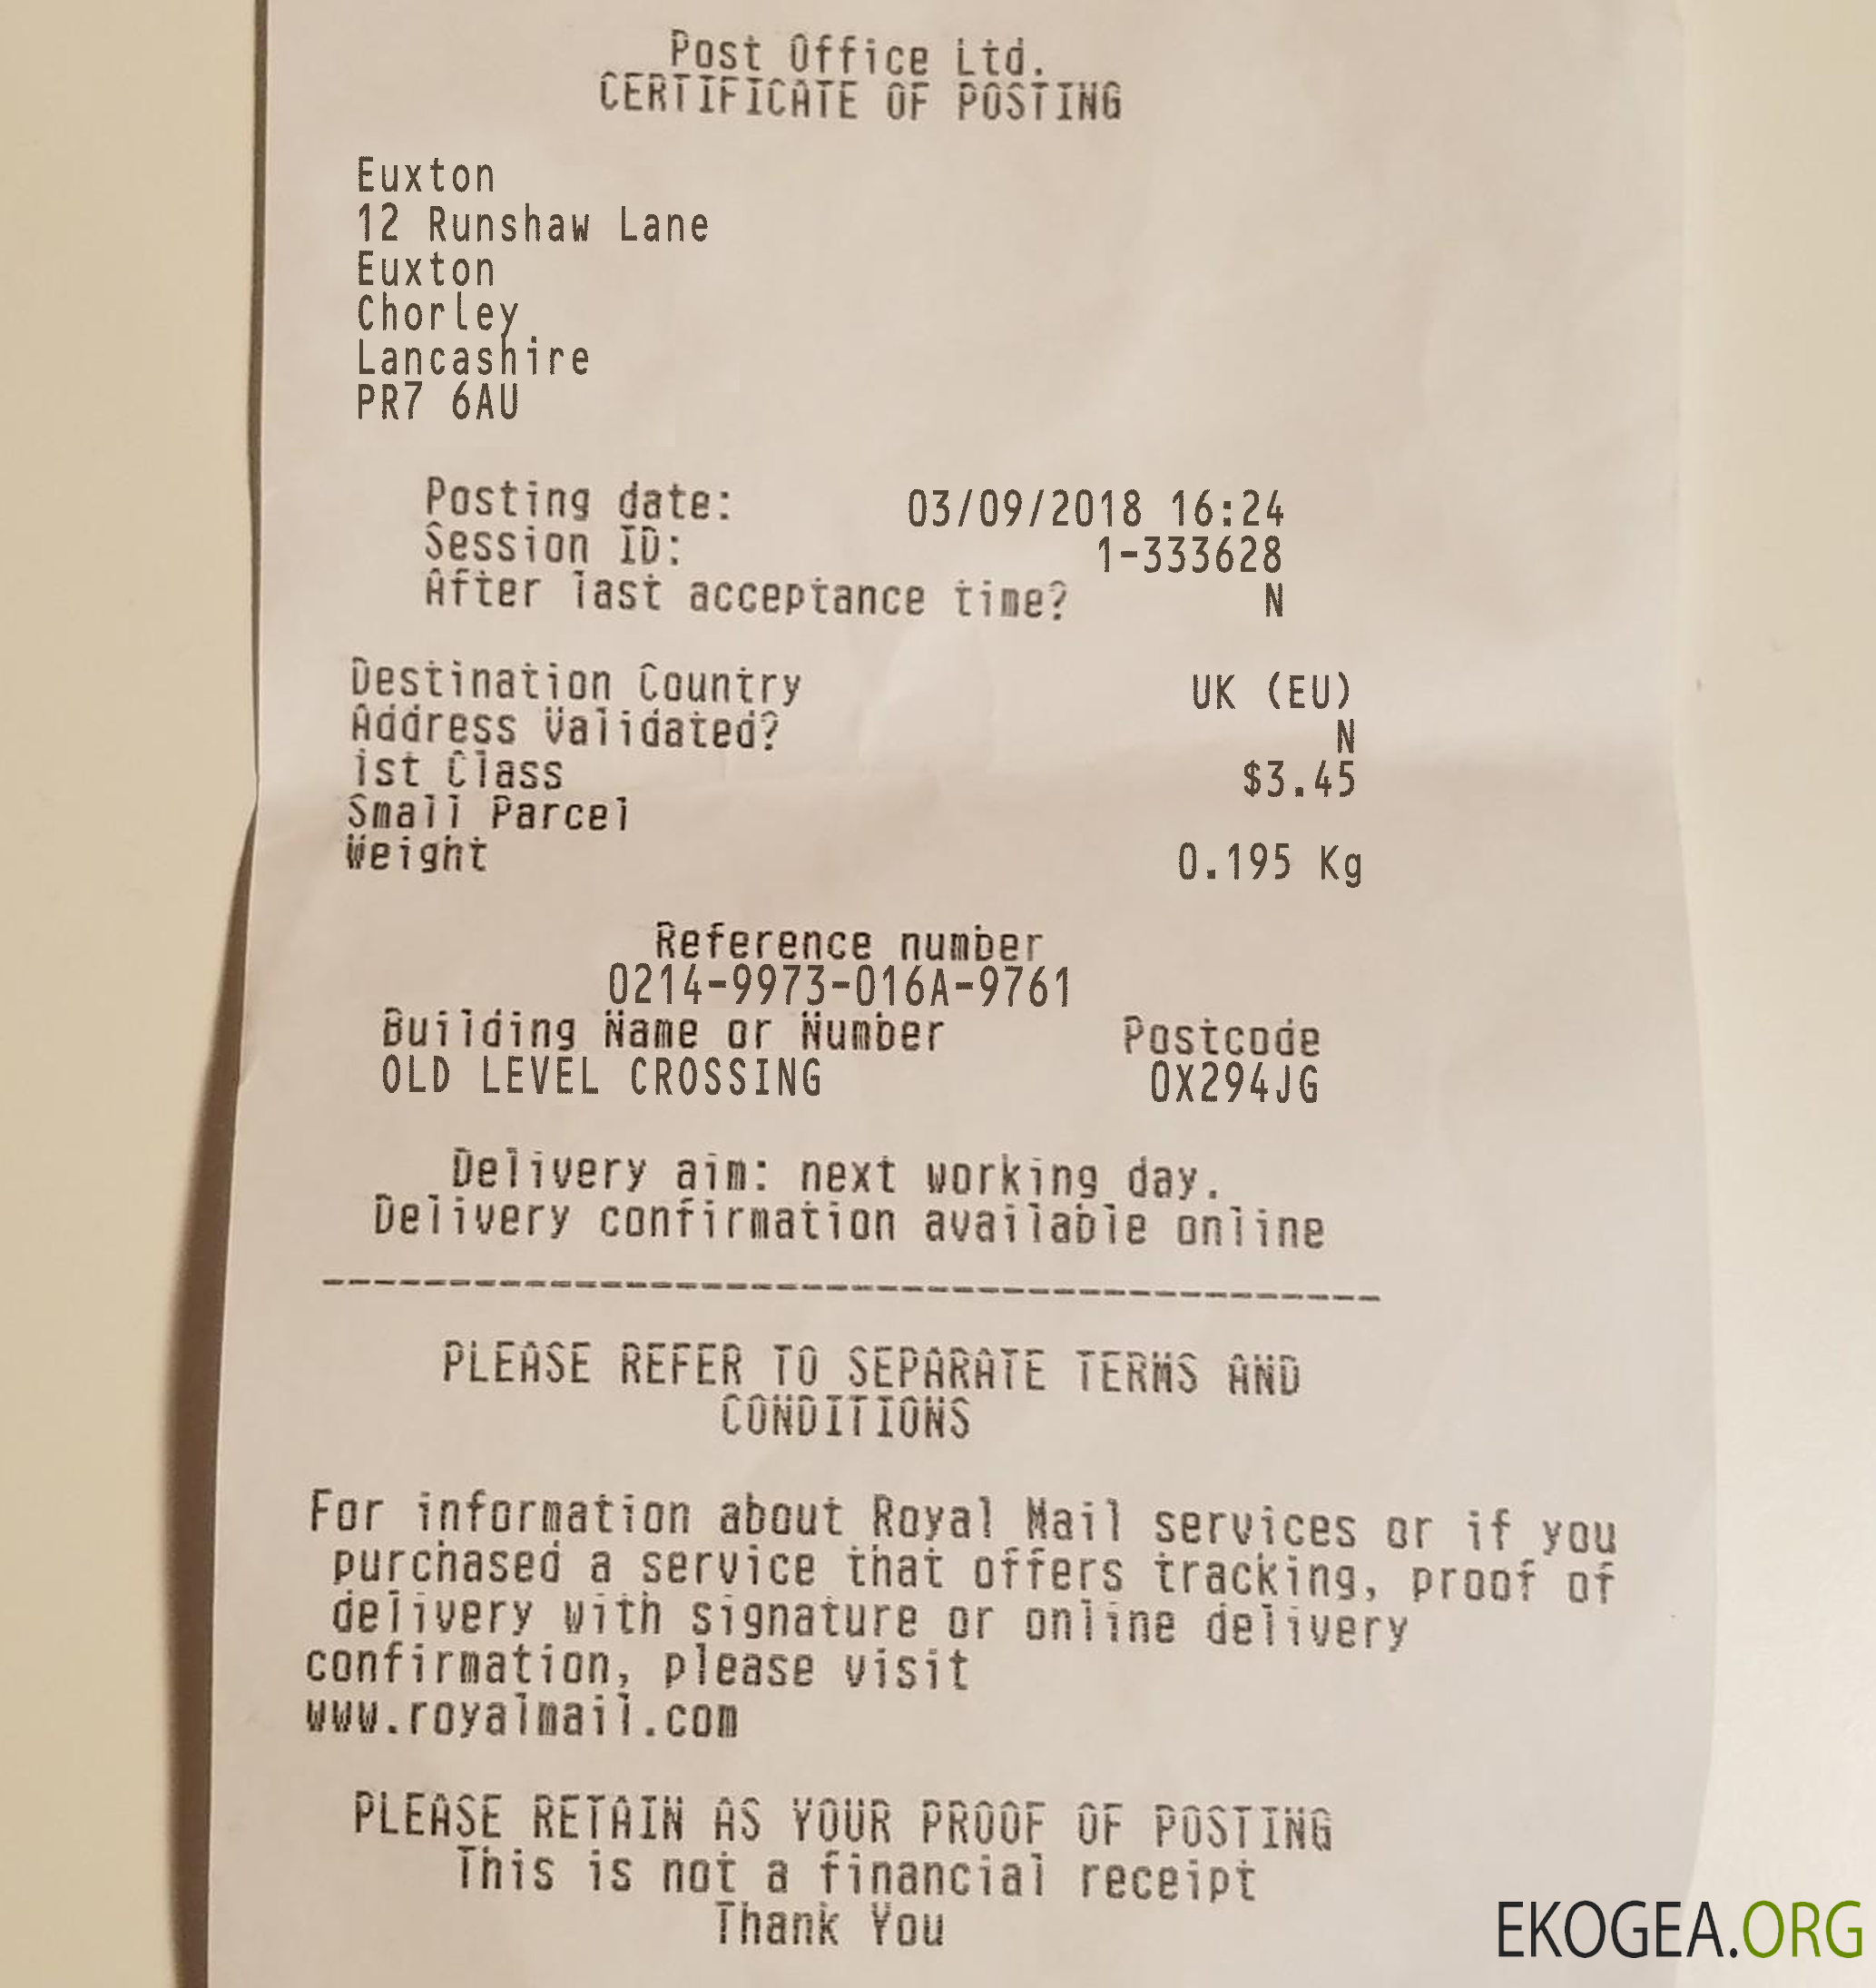 Post Office Ltd.
CERTIFICATE OF POSTING
Euxton
12 Runshaw Lane
Euxton
Chorley
Lancashire
PR7 6AU
Posting date: 03/09/2018 16:24
Session ID: 1-333628
After last acceptance time? N
Destination Country UK (EU)
Address Validated? N
1st Class $3.45
Small Parcel
Weight 0.195 Kg
Reference number
0214-9973-016A-9761
Building Name or Number Postcode
OLD LEVEL CROSSING OX294JG
Delivery aim: next working day.
Delivery confirmation available online
------------------------------------------
PLEASE REFER TO SEPARATE TERMS AND
CONDITIONS
For information about Royal Mail services or if you
purchased a service that offers tracking, proof of
delivery with signature or online delivery
confirmation, please visit
www.royalmail.com
PLEASE RETAIN AS YOUR PROOF OF POSTING
This is not a financial receipt
Thank You
EKOGEA.ORG